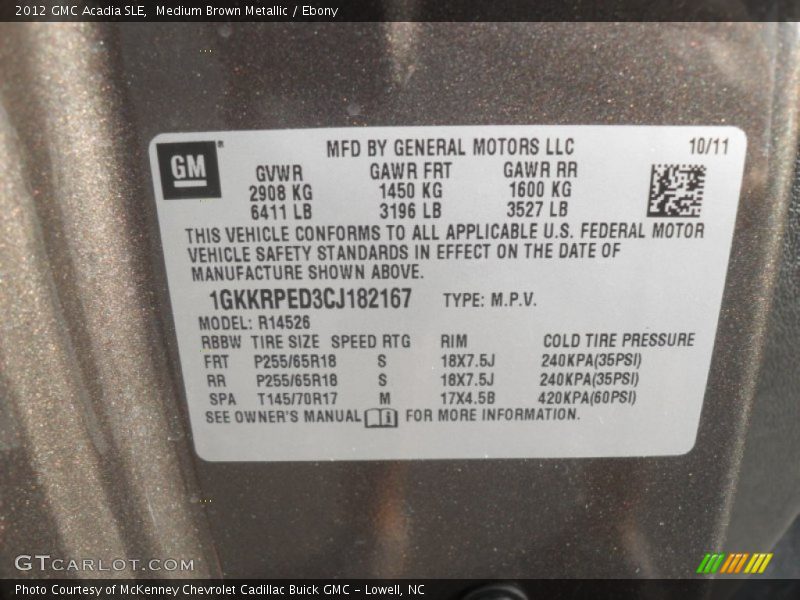 2012 GMC Acadia SLE,  Medium Brown Metallic / Ebony
GM
MFD BY GENERAL MOTORS LLC 10/11
GVWR GAWR FRT GAWR RR
2908 KG 1450 KG 1600 KG
6411 LB 3196 LB 3527 LB
THIS VEHICLE CONFORMS TO ALL APPLICABLE U.S. FEDERAL MOTOR
VEHICLE SAFETY STANDARDS IN EFFECT ON THE DATE OF
MANUFACTURE SHOWN ABOVE.
1GKKRPED3CJ182167 TYPE: M.P.V.
MODEL: R14526
RBBW TIRE SIZE SPEED RTG RIM COLD TIRE PRESSURE
FRT P255/65R18 S 18X7.5J 240KPA(35PSI)
RR P255/65R18 S 18X7.5J 240KPA(35PSI)
SPA T145/70R17 M 17X4.5B 420KPA(60PSI)
SEE OWNER'S MANUAL FOR MORE INFORMATION.
GTCARLOT.COM
Photo Courtesy of McKenney Chevrolet Cadillac Buick GMC - Lowell, NC